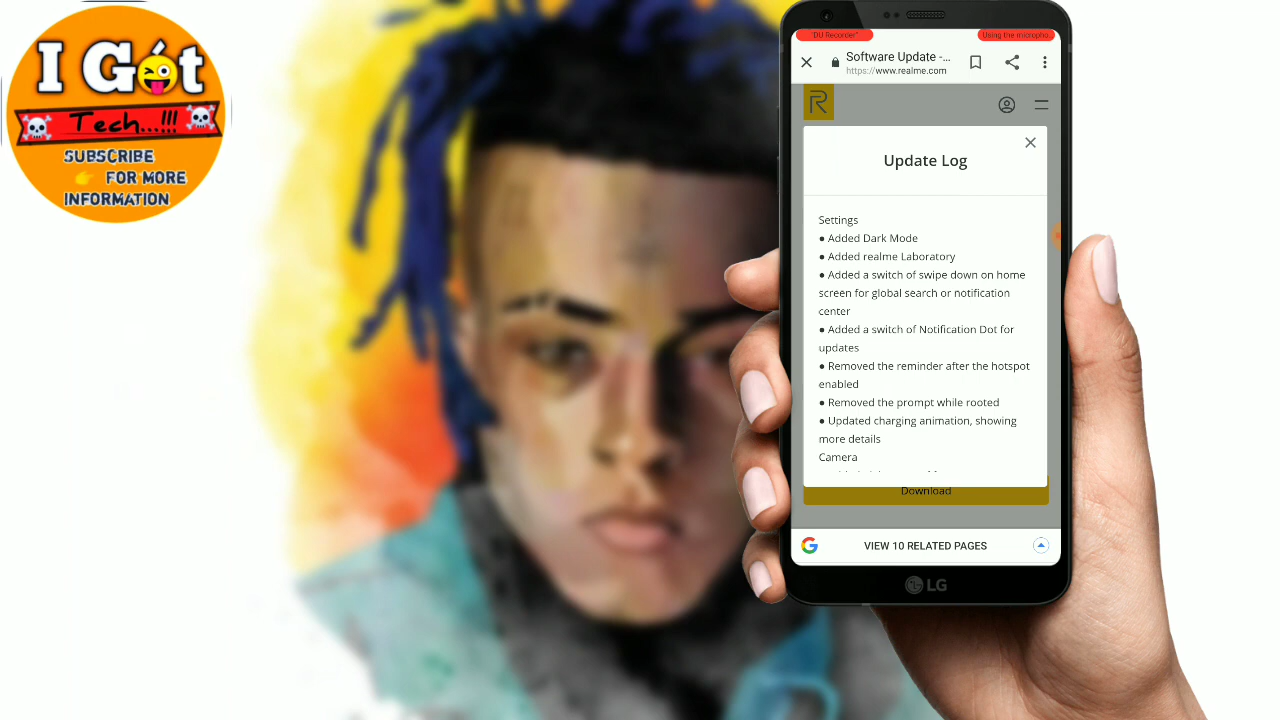 I Gót
Tech...!!!
SUBSCRIBE
FOR MORE
INFORMATION
"DU Recorder"
Using the micropho..
Software Update -...
https://www.realme.com
R
Update Log
Settings
● Added Dark Mode
● Added realme Laboratory
● Added a switch of swipe down on home
screen for global search or notification
center
● Added a switch of Notification Dot for
updates
● Removed the reminder after the hotspot
enabled
● Removed the prompt while rooted
● Updated charging animation, showing
more details
Camera
Download
G
VIEW 10 RELATED PAGES
LG